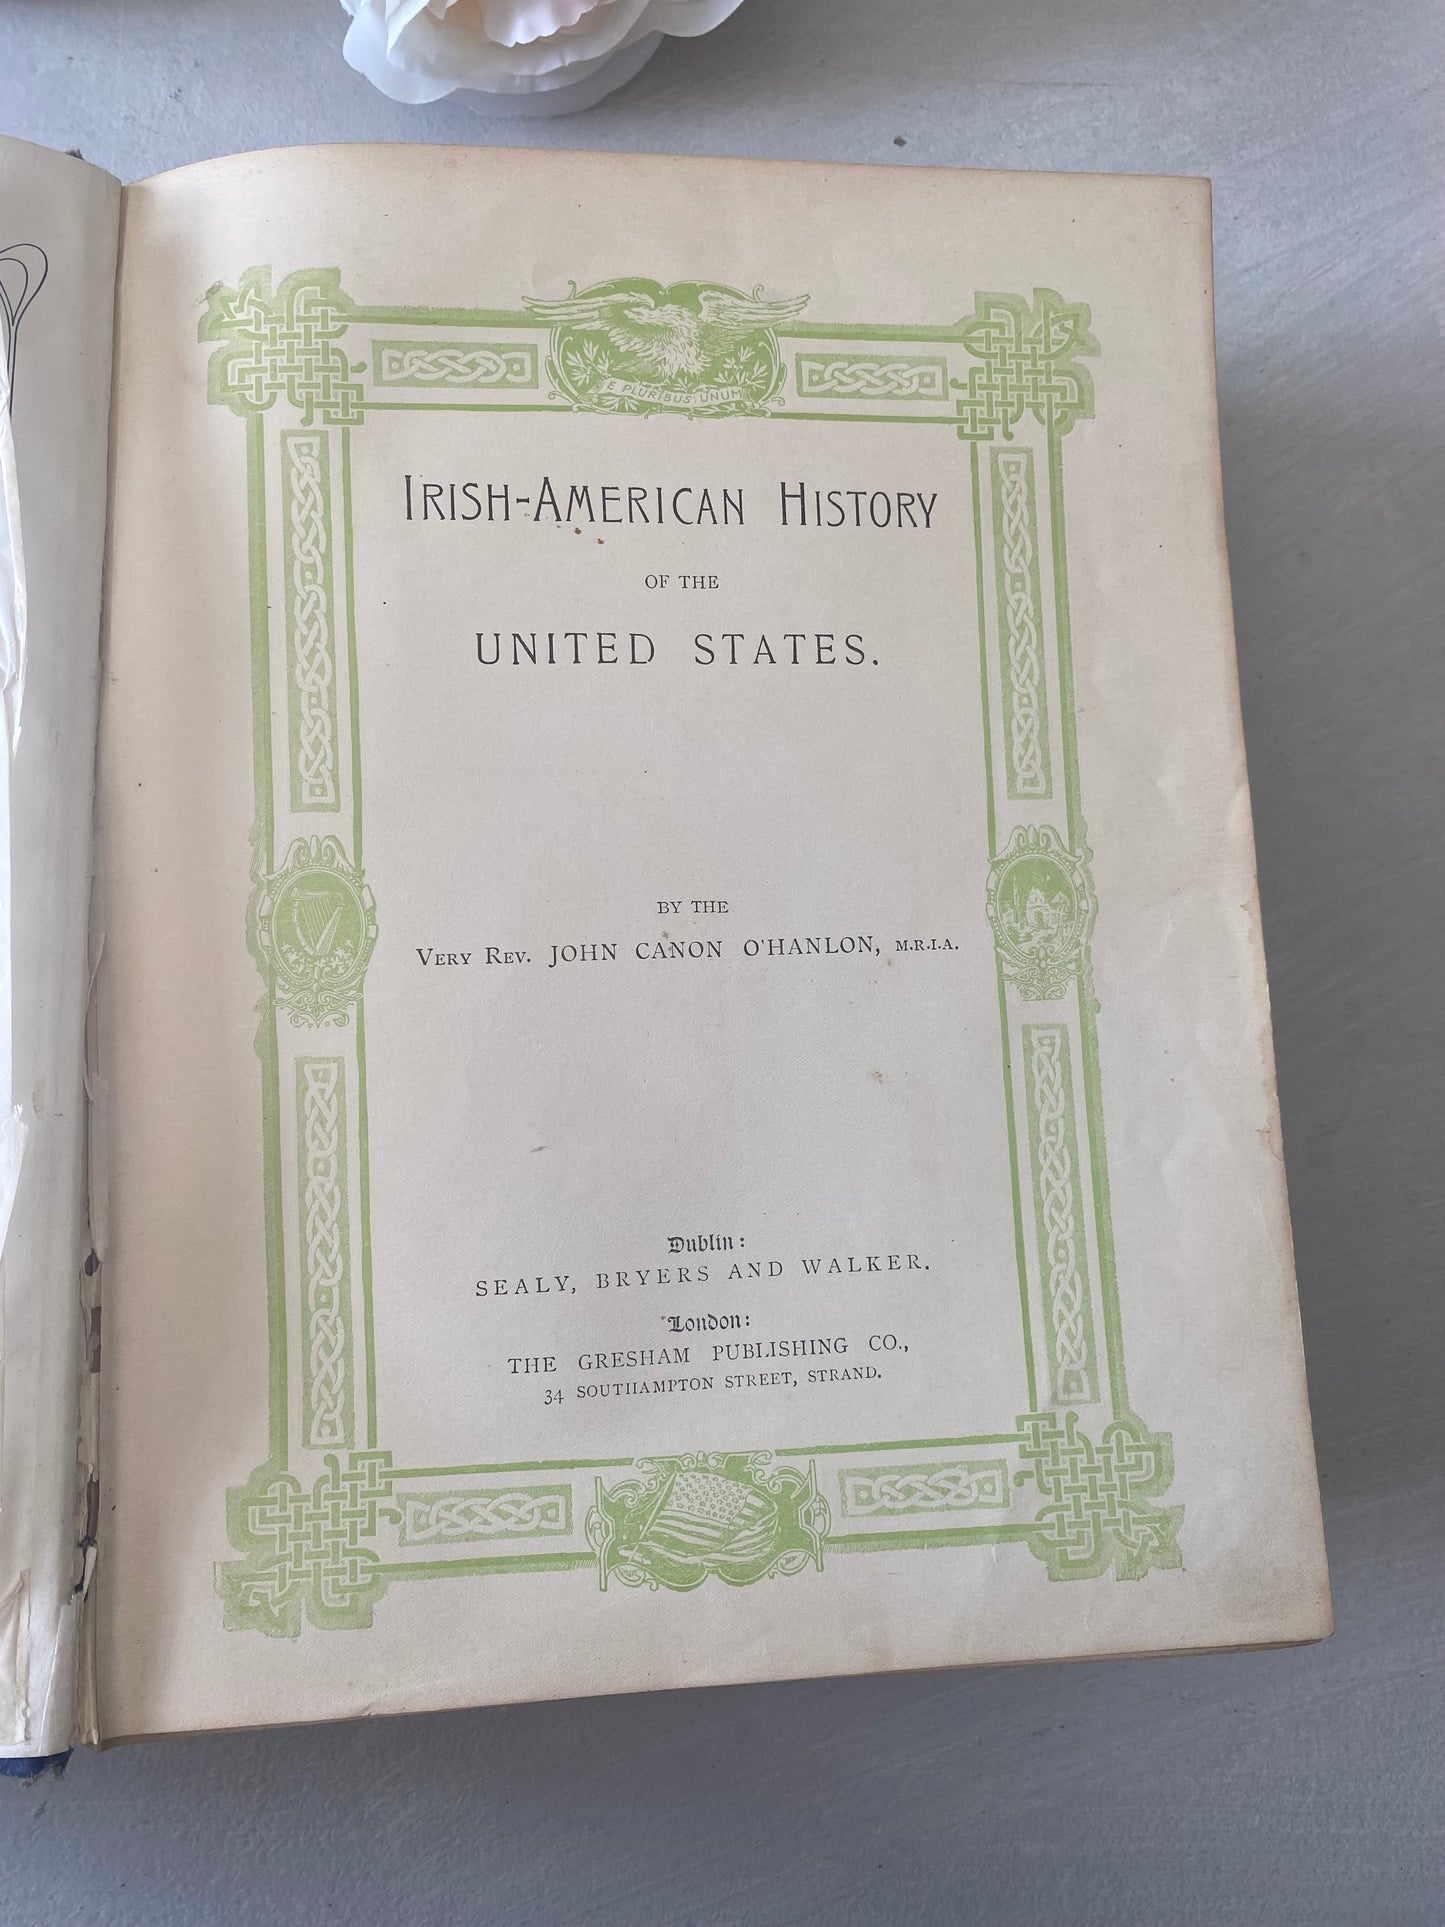 E PLURIBUS UNUM
IRISH-AMERICAN HISTORY
OF THE
UNITED STATES.
BY THE
VERY REV. JOHN CANON O'HANLON, M.R.I.A.
Dublin:
SEALY, BRYERS AND WALKER.
London:
THE GRESHAM PUBLISHING CO.,
34 SOUTHAMPTON STREET, STRAND.